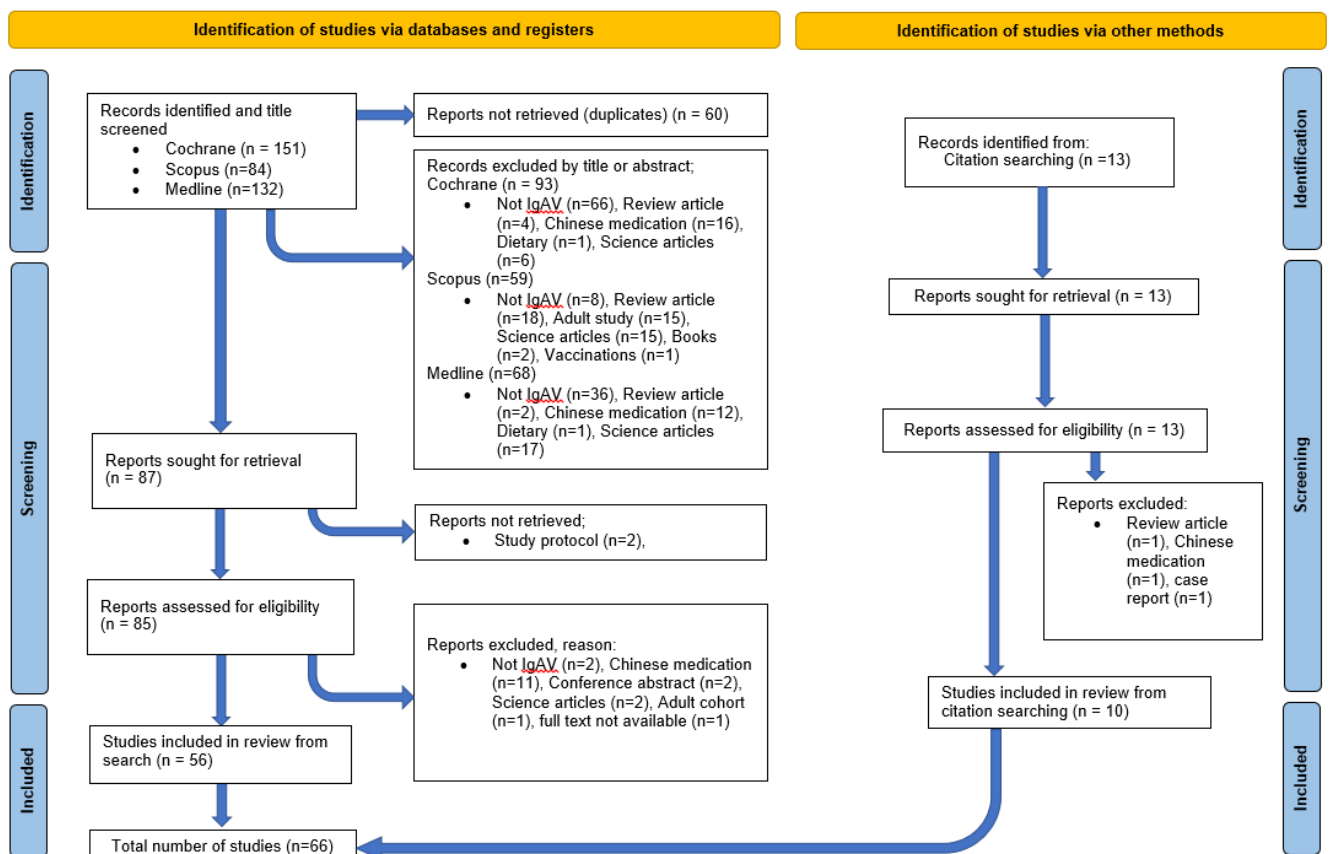 Identification of studies via databases and registers
Identification of studies via other methods
Identification
Screening
Included
Records identified and title
screened
• Cochrane (n = 151)
• Scopus (n=84)
• Medline (n=132)
Reports not retrieved (duplicates) (n = 60)
Records excluded by title or abstract;
Cochrane (n = 93)
• Not IgAV (n=66), Review article
(n=4), Chinese medication (n=16),
Dietary (n=1), Science articles
(n=6)
Scopus (n=59)
• Not IgAV (n=8), Review article
(n=18), Adult study (n=15),
Science articles (n=15), Books
(n=2), Vaccinations (n=1)
Medline (n=68)
• Not IgAV (n=36), Review article
(n=2), Chinese medication (n=12),
Dietary (n=1), Science articles
(n=17)
Reports sought for retrieval
(n = 87)
Reports not retrieved;
• Study protocol (n=2),
Reports assessed for eligibility
(n = 85)
Reports excluded, reason:
• Not IgAV (n=2), Chinese medication
(n=11), Conference abstract (n=2),
Science articles (n=2), Adult cohort
(n=1), full text not available (n=1)
Studies included in review from
search (n = 56)
Total number of studies (n=66)
Records identified from:
Citation searching (n =13)
Reports sought for retrieval (n = 13)
Reports assessed for eligibility (n = 13)
Reports excluded:
• Review article
(n=1), Chinese
medication
(n=1), case
report (n=1)
Studies included in review from
citation searching (n = 10)
Identification
Screening
Included